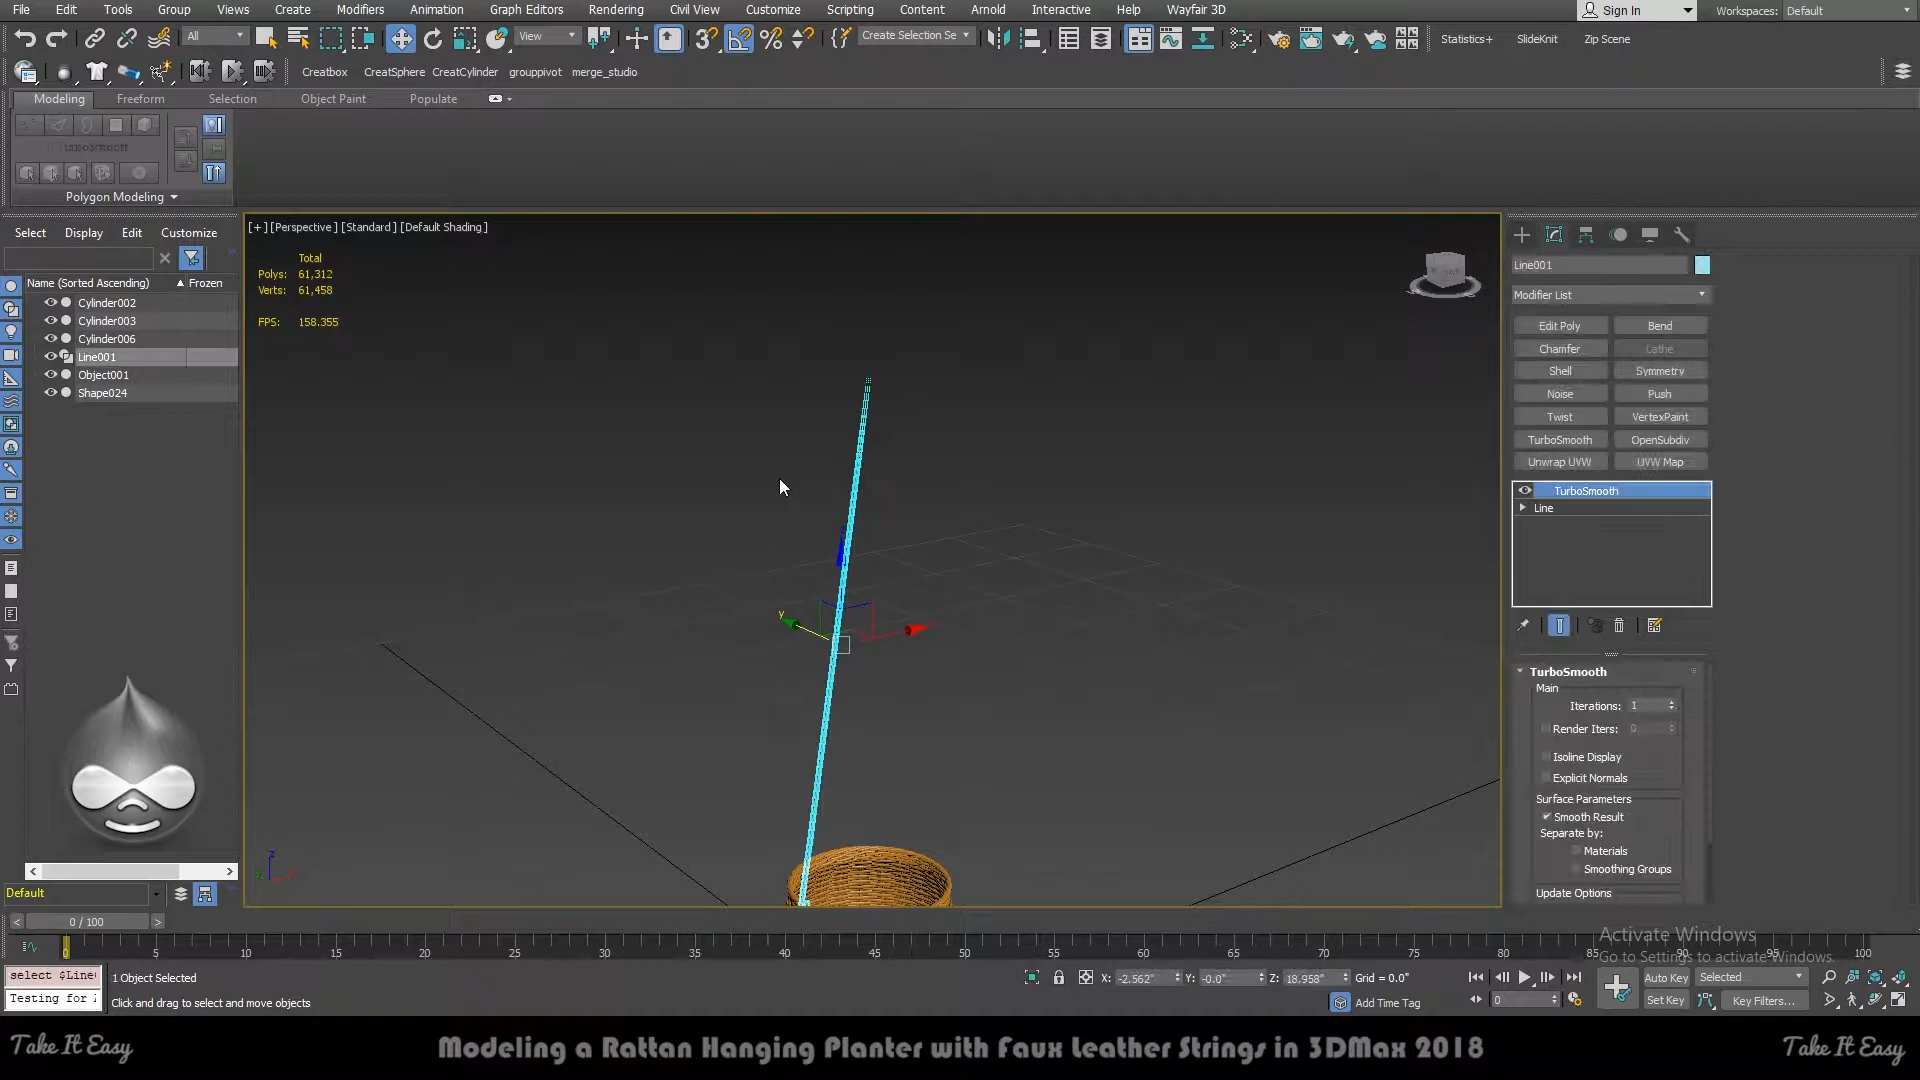 File Edit Tools Group Views Create Modifiers Animation Graph Editors Rendering Civil View Customize Scripting Content Arnold Interactive Help Wayfair 3D Sign In Workspaces: Default
All View Create Selection Se Statistics+ SlideKnit Zip Scene
Creatbox CreatSphere CreatCylinder grouppivot merge_studio
Modeling Freeform Selection Object Paint Populate
TurboSmooth
Polygon Modeling
Select Display Edit Customize
Name (Sorted Ascending) Frozen
Cylinder002
Cylinder003
Cylinder006
Line001
Object001
Shape024
Default
[+] [Perspective] [Standard] [Default Shading]
Total
Polys: 61,312
Verts: 61,458
FPS: 158.355
y
z
Line001
Modifier List
Edit Poly Bend
Chamfer Lathe
Shell Symmetry
Noise Push
Twist VertexPaint
TurboSmooth OpenSubdiv
Unwrap UVW UVW Map
TurboSmooth
Line
TurboSmooth
Main
Iterations: 1
Render Iters: 0
Isoline Display
Explicit Normals
Surface Parameters
Smooth Result
Separate by:
Materials
Smoothing Groups
Update Options
< 0 / 100 >
0 5 10 15 20 25 30 35 40 45 50 55 60 65 70 75 80 85 90 95 100
Activate Windows
Go to Settings to activate Windows.
select $Line
Testing for
1 Object Selected
Click and drag to select and move objects
X: -2.562" Y: -0.0" Z: 18.958" Grid = 0.0"
Add Time Tag
0
Auto Key Selected
Set Key Key Filters...
Take It Easy Modeling a Rattan Hanging Planter with Faux Leather Strings in 3DMax 2018 Take It Easy